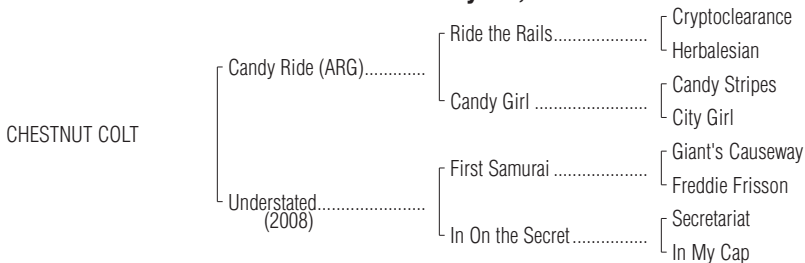 Cryptoclearance
Ride the Rails....................
Herbalesian
Candy Ride (ARG).............
Candy Stripes
Candy Girl ........................
City Girl
CHESTNUT COLT
Giant's Causeway
First Samurai ....................
Freddie Frisson
Understated.......................
(2008)
Secretariat
In On the Secret................
In My Cap